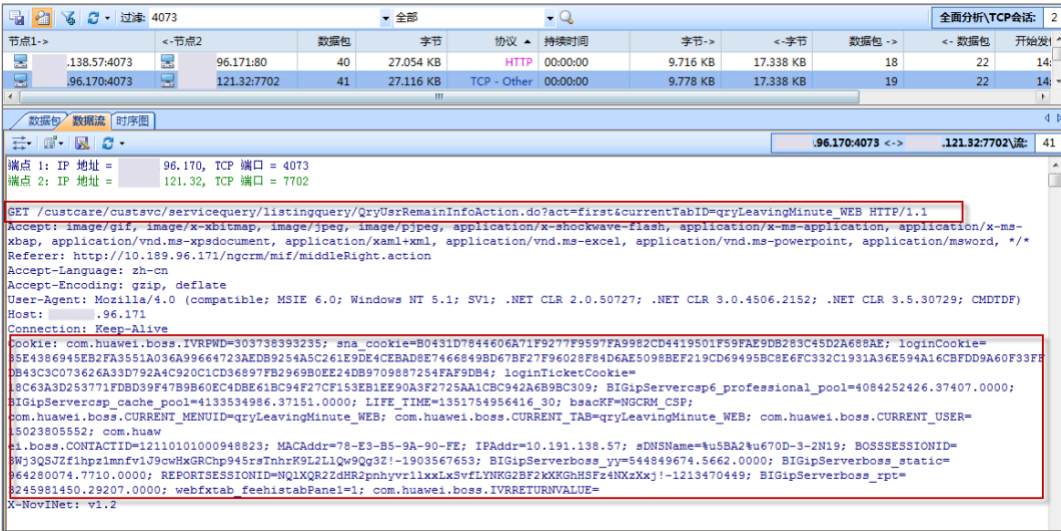 过滤: 4073 全部 全面分析\TCP会话: 2
节点1-> <-节点2 数据包 字节 协议 持续时间 字节-> <-字节 数据包 -> <- 数据包 开始发
.138.57:4073 96.171:80 40 27.054 KB HTTP 00:00:00 9.716 KB 17.338 KB 18 22 14:
.96.170:4073 121.32:7702 41 27.116 KB TCP - Other 00:00:00 9.778 KB 17.338 KB 19 22 14:
数据包 数据流 时序图
.96.170:4073 <-> .121.32:7702\流: 41
端点 1: IP 地址 = 96.170, TCP 端口 = 4073
端点 2: IP 地址 = 121.32, TCP 端口 = 7702
GET /custcare/custsvc/servicequery/listingquery/QryUsrRemainInfoAction.do?act=first&currentTabID=qryLeavingMinute_WEB HTTP/1.1
Accept: image/gif, image/x-xbitmap, image/jpeg, image/pjpeg, application/x-shockwave-flash, application/x-ms-application, application/x-ms-
xbap, application/vnd.ms-xpsdocument, application/xaml+xml, application/vnd.ms-excel, application/vnd.ms-powerpoint, application/msword, */*
Referer: http://10.189.96.171/ngcrm/mif/middleRight.action
Accept-Language: zh-cn
Accept-Encoding: gzip, deflate
User-Agent: Mozilla/4.0 (compatible; MSIE 6.0; Windows NT 5.1; SV1; .NET CLR 2.0.50727; .NET CLR 3.0.4506.2152; .NET CLR 3.5.30729; CMDTDF)
Host: .96.171
Connection: Keep-Alive
Cookie: com.huawei.boss.IVRPWD=303738393235; sna_cookie=B0431D7844606A71F9277F9597FA9982CD4419501F59FAE9DB283C45D2A688AE; loginCookie=
35E4386945EB2FA3551A036A99664723AEDB9254A5C261E9DE4CEBAD8E7466849BD67BF27F96028F84D6AE5098BEF219CD69495BC8E6FC332C1931A36E594A16CBFDD9A60F33FF
DB43C3C073626A33D792A4C920C1CD36897FB2969B0EE24DB9709887254FAF9DB4; loginTicketCookie=
18C63A3D253771FDBD39F47B9B60EC4DBE61BC94F27CF153EB1EE90A3F2725AA1CBC942A6B9BC309; BIGipServercsp6_professional_pool=4084252426.37407.0000;
BIGipServercsp_cache_pool=4133534986.37151.0000; LIFE_TIME=1351754956416_30; bsacKF=NGCRM_CSP;
com.huawei.boss.CURRENT_MENUID=qryLeavingMinute_WEB; com.huawei.boss.CURRENT_TAB=qryLeavingMinute_WEB; com.huawei.boss.CURRENT_USER=
15023805552; com.huaw
ei.boss.CONTACTID=12110101000948823; MACAddr=78-E3-B5-9A-90-FE; IPAddr=10.191.138.57; sDNSName=%u5BA2%u670D-3-2N19; BOSSSESSIONID=
3Wj3QSJZf1hpz1mnfv1J9cwHxGRChp945rsTnhrK9L2LlQw9Qg3Z!-1903567653; BIGipServerboss_yy=544849674.5662.0000; BIGipServerboss_static=
964280074.7710.0000; REPORTSESSIONID=NQlXQR2ZdHR2pnhyvr11xxLxSvfLYNKG2BF2kXKGhHSFz4NXzXxj!-1213470449; BIGipServerboss_rpt=
3245981450.29207.0000; webfxtab_feehistabPane1=1; com.huawei.boss.IVRRETURNVALUE=
X-NovINet: v1.2